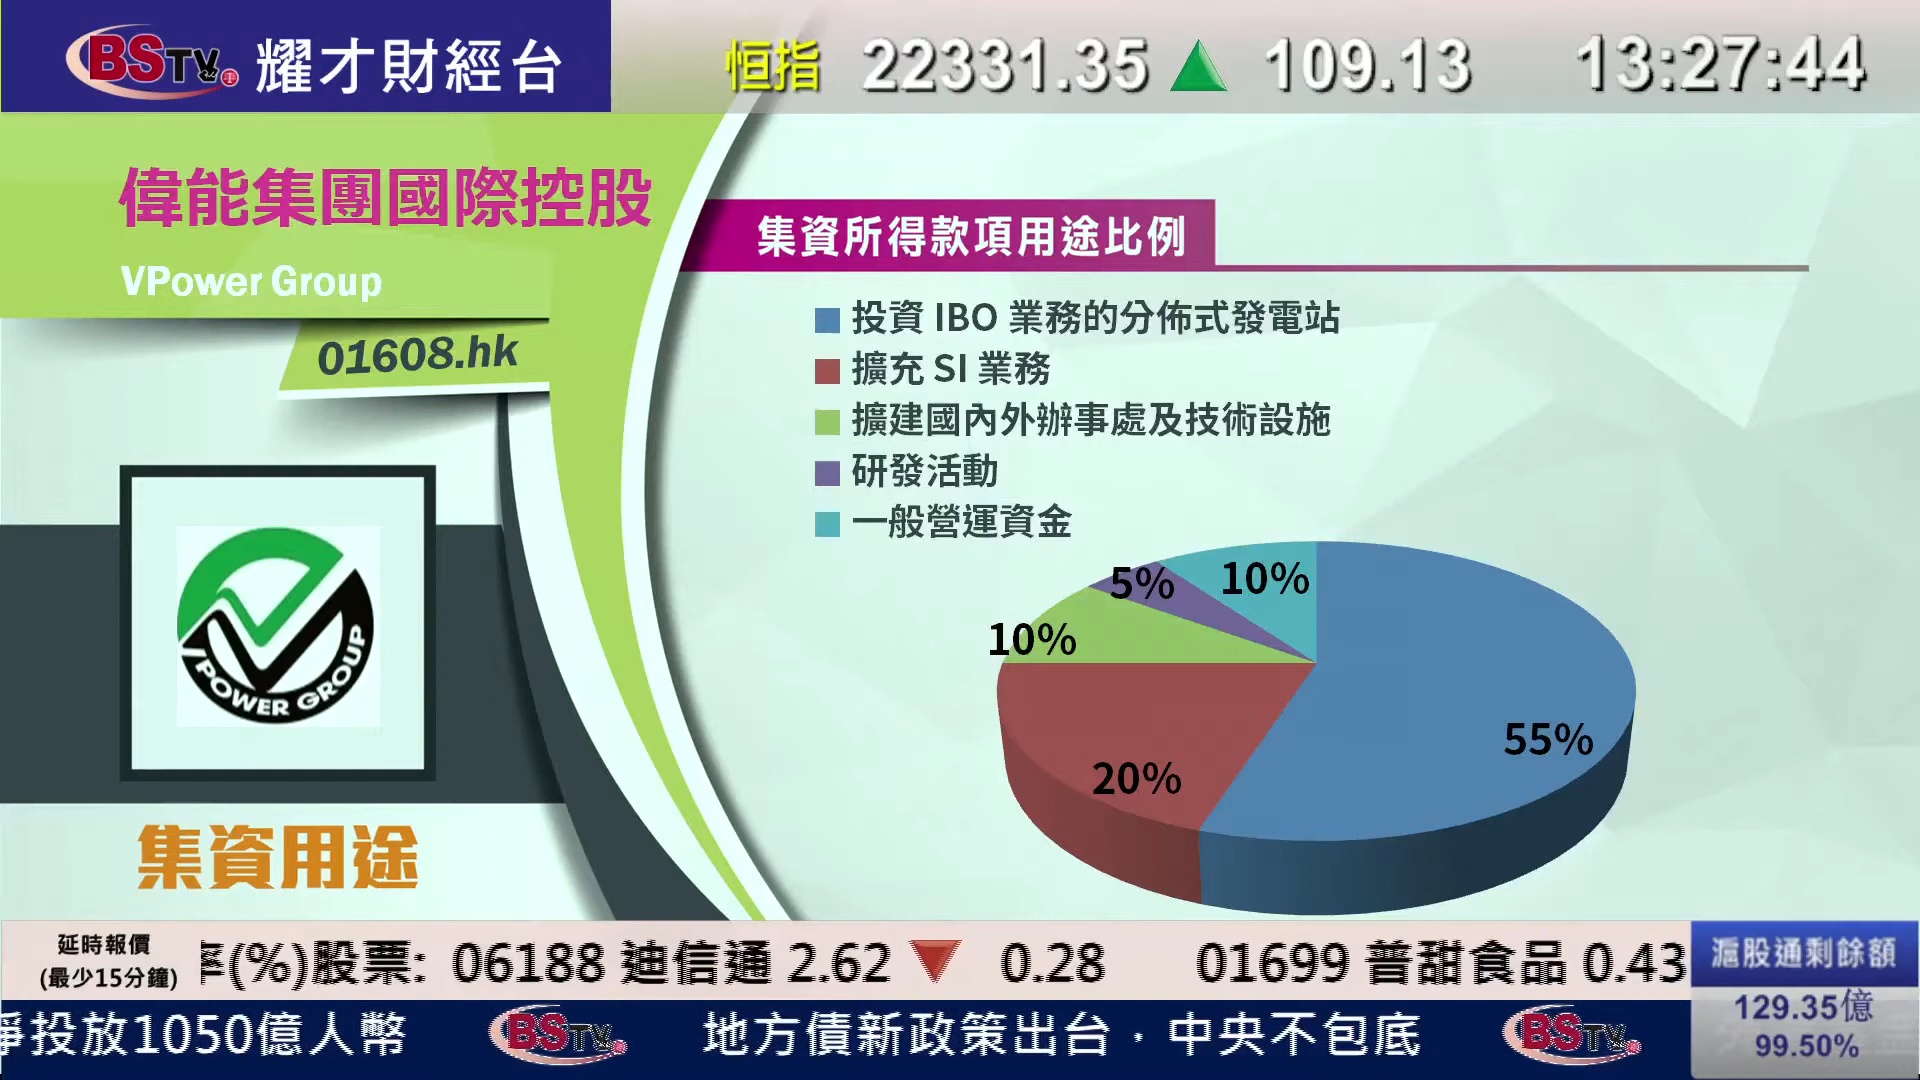 BSTV 耀才財經台
恒指 22331.35 ▲ 109.13 13:27:44
偉能集團國際控股
VPower Group
01608.hk
集資所得款項用途比例
投資 IBO 業務的分佈式發電站
擴充 SI 業務
擴建國內外辦事處及技術設施
研發活動
一般營運資金
5%
10%
10%
55%
20%
VPOWER GROUP
集資用途
延時報價
(最少15分鐘)
(%)股票: 06188 迪信通 2.62 ▼ 0.28 01699 普甜食品 0.43
滬股通剩餘額
129.35億
99.50%
淨投放1050億人幣 BSTV 地方債新政策出台，中央不包底 BSTV